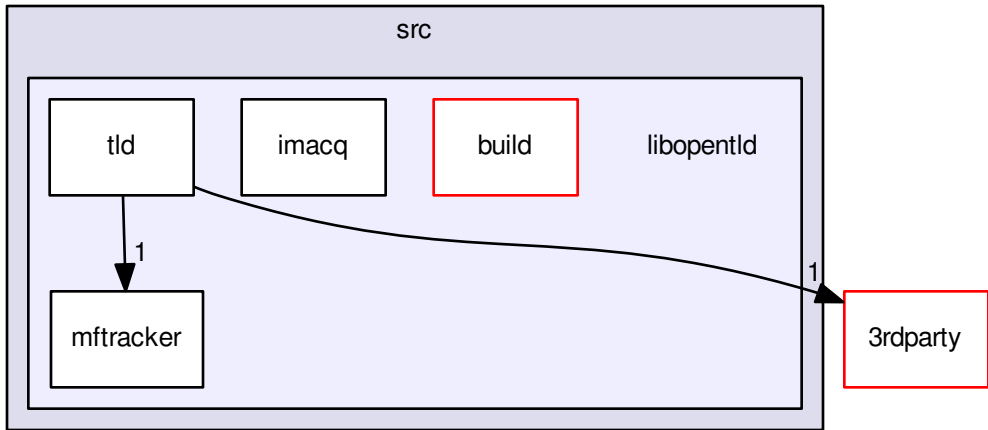 src
tld
imacq
build
libopentld
1
1
mftracker
3rdparty